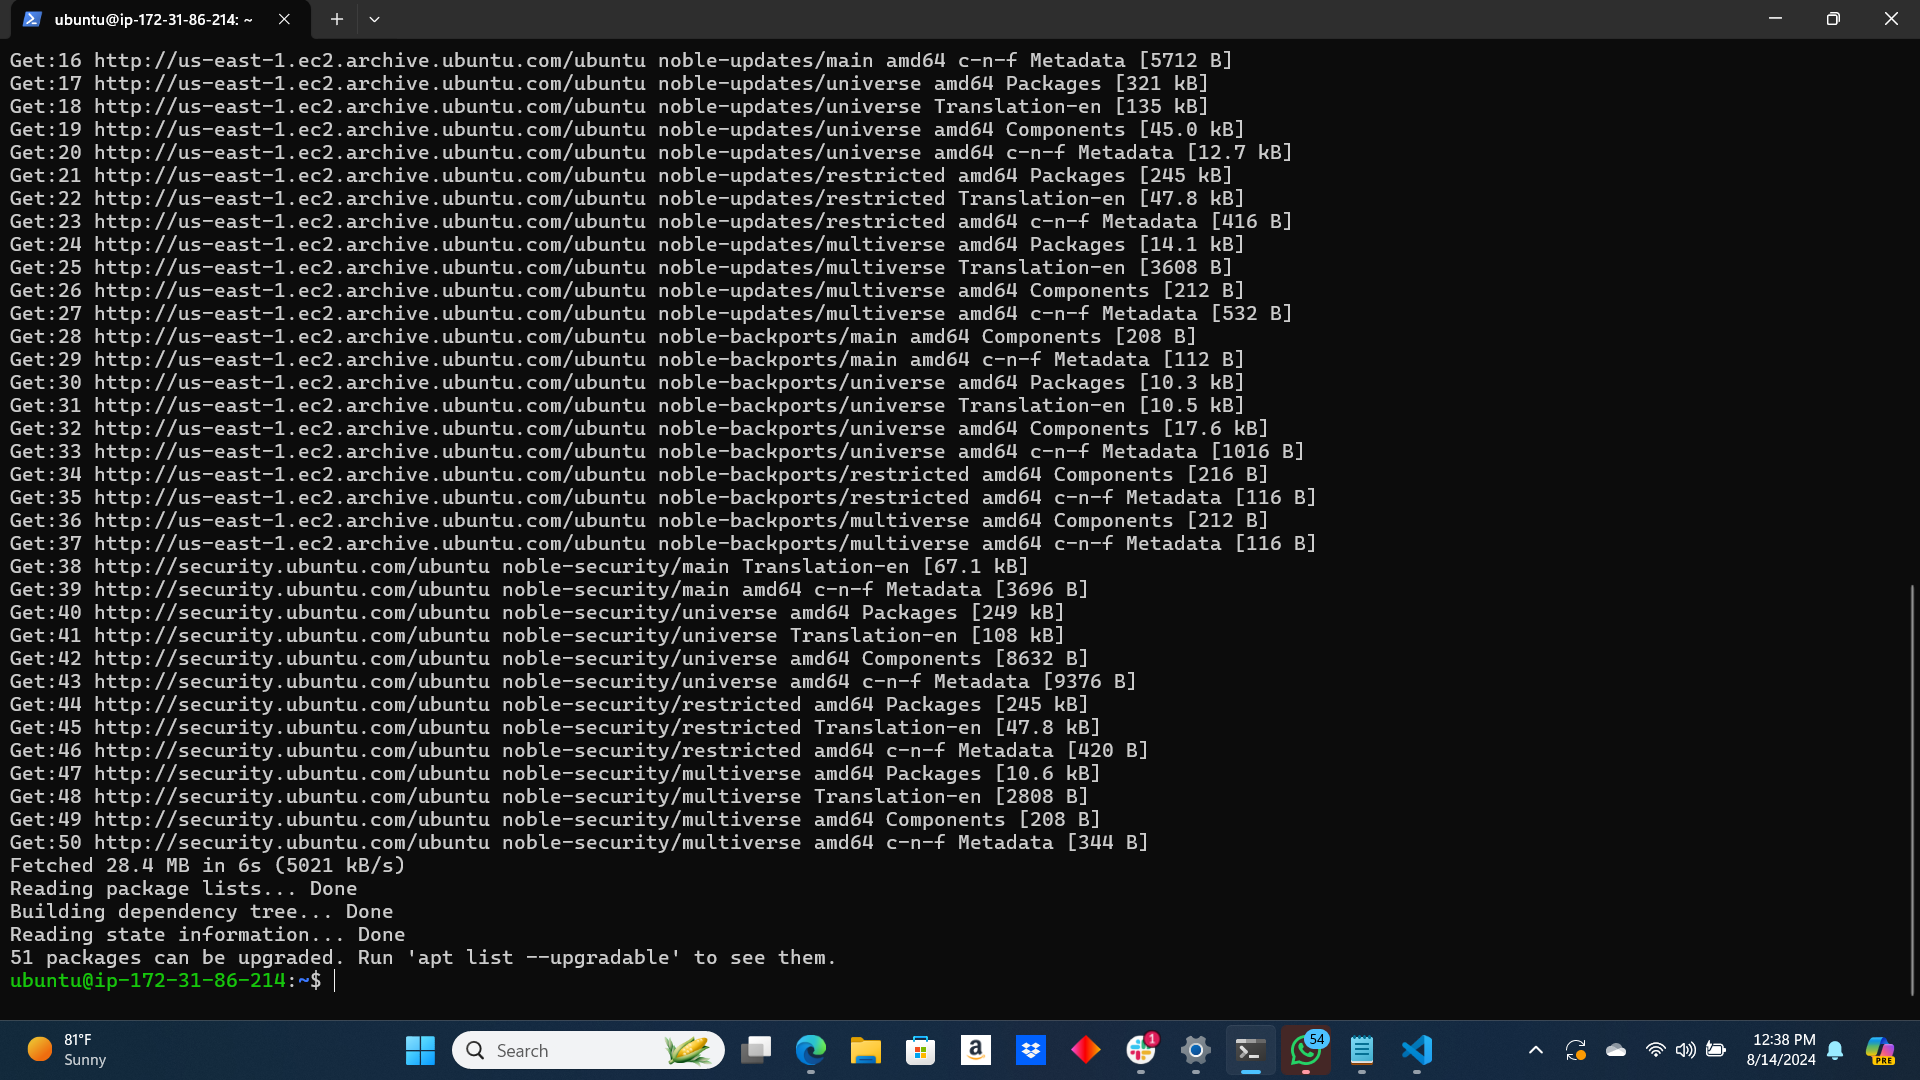 ubuntu@ip-172-31-86-214: ~
Get:16 http://us-east-1.ec2.archive.ubuntu.com/ubuntu noble-updates/main amd64 c-n-f Metadata [5712 B]
Get:17 http://us-east-1.ec2.archive.ubuntu.com/ubuntu noble-updates/universe amd64 Packages [321 kB]
Get:18 http://us-east-1.ec2.archive.ubuntu.com/ubuntu noble-updates/universe Translation-en [135 kB]
Get:19 http://us-east-1.ec2.archive.ubuntu.com/ubuntu noble-updates/universe amd64 Components [45.0 kB]
Get:20 http://us-east-1.ec2.archive.ubuntu.com/ubuntu noble-updates/universe amd64 c-n-f Metadata [12.7 kB]
Get:21 http://us-east-1.ec2.archive.ubuntu.com/ubuntu noble-updates/restricted amd64 Packages [245 kB]
Get:22 http://us-east-1.ec2.archive.ubuntu.com/ubuntu noble-updates/restricted Translation-en [47.8 kB]
Get:23 http://us-east-1.ec2.archive.ubuntu.com/ubuntu noble-updates/restricted amd64 c-n-f Metadata [416 B]
Get:24 http://us-east-1.ec2.archive.ubuntu.com/ubuntu noble-updates/multiverse amd64 Packages [14.1 kB]
Get:25 http://us-east-1.ec2.archive.ubuntu.com/ubuntu noble-updates/multiverse Translation-en [3608 B]
Get:26 http://us-east-1.ec2.archive.ubuntu.com/ubuntu noble-updates/multiverse amd64 Components [212 B]
Get:27 http://us-east-1.ec2.archive.ubuntu.com/ubuntu noble-updates/multiverse amd64 c-n-f Metadata [532 B]
Get:28 http://us-east-1.ec2.archive.ubuntu.com/ubuntu noble-backports/main amd64 Components [208 B]
Get:29 http://us-east-1.ec2.archive.ubuntu.com/ubuntu noble-backports/main amd64 c-n-f Metadata [112 B]
Get:30 http://us-east-1.ec2.archive.ubuntu.com/ubuntu noble-backports/universe amd64 Packages [10.3 kB]
Get:31 http://us-east-1.ec2.archive.ubuntu.com/ubuntu noble-backports/universe Translation-en [10.5 kB]
Get:32 http://us-east-1.ec2.archive.ubuntu.com/ubuntu noble-backports/universe amd64 Components [17.6 kB]
Get:33 http://us-east-1.ec2.archive.ubuntu.com/ubuntu noble-backports/universe amd64 c-n-f Metadata [1016 B]
Get:34 http://us-east-1.ec2.archive.ubuntu.com/ubuntu noble-backports/restricted amd64 Components [216 B]
Get:35 http://us-east-1.ec2.archive.ubuntu.com/ubuntu noble-backports/restricted amd64 c-n-f Metadata [116 B]
Get:36 http://us-east-1.ec2.archive.ubuntu.com/ubuntu noble-backports/multiverse amd64 Components [212 B]
Get:37 http://us-east-1.ec2.archive.ubuntu.com/ubuntu noble-backports/multiverse amd64 c-n-f Metadata [116 B]
Get:38 http://security.ubuntu.com/ubuntu noble-security/main Translation-en [67.1 kB]
Get:39 http://security.ubuntu.com/ubuntu noble-security/main amd64 c-n-f Metadata [3696 B]
Get:40 http://security.ubuntu.com/ubuntu noble-security/universe amd64 Packages [249 kB]
Get:41 http://security.ubuntu.com/ubuntu noble-security/universe Translation-en [108 kB]
Get:42 http://security.ubuntu.com/ubuntu noble-security/universe amd64 Components [8632 B]
Get:43 http://security.ubuntu.com/ubuntu noble-security/universe amd64 c-n-f Metadata [9376 B]
Get:44 http://security.ubuntu.com/ubuntu noble-security/restricted amd64 Packages [245 kB]
Get:45 http://security.ubuntu.com/ubuntu noble-security/restricted Translation-en [47.8 kB]
Get:46 http://security.ubuntu.com/ubuntu noble-security/restricted amd64 c-n-f Metadata [420 B]
Get:47 http://security.ubuntu.com/ubuntu noble-security/multiverse amd64 Packages [10.6 kB]
Get:48 http://security.ubuntu.com/ubuntu noble-security/multiverse Translation-en [2808 B]
Get:49 http://security.ubuntu.com/ubuntu noble-security/multiverse amd64 Components [208 B]
Get:50 http://security.ubuntu.com/ubuntu noble-security/multiverse amd64 c-n-f Metadata [344 B]
Fetched 28.4 MB in 6s (5021 kB/s)
Reading package lists... Done
Building dependency tree... Done
Reading state information... Done
51 packages can be upgraded. Run 'apt list --upgradable' to see them.
ubuntu@ip-172-31-86-214:~$
81°F
Sunny
Search
a
1
54
12:38 PM
8/14/2024
PRE